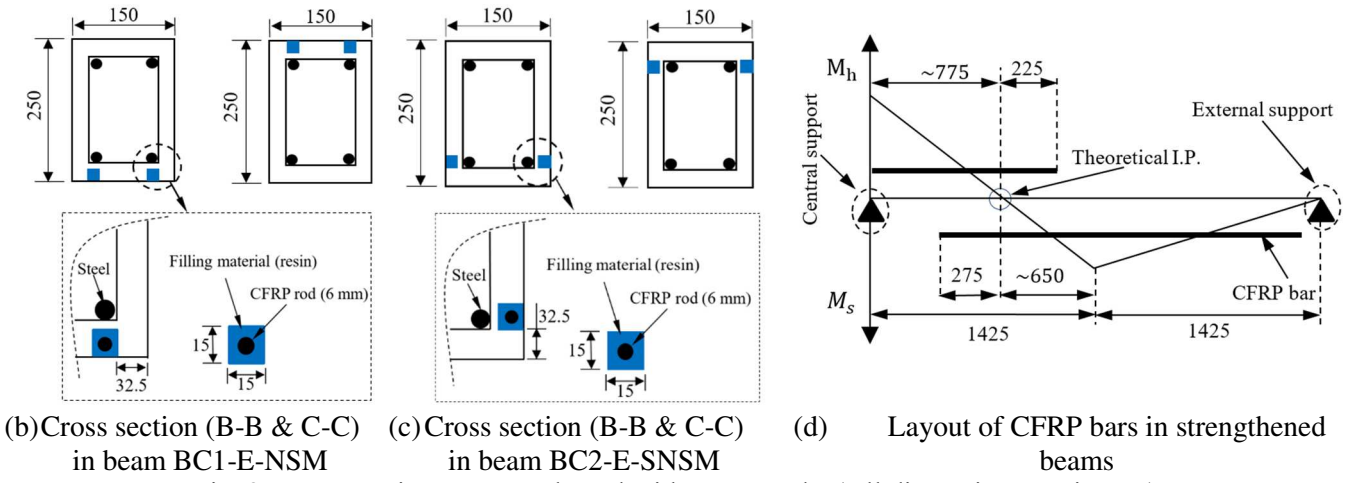 150
250
150
250
Steel
Filling material (resin)
CFRP rod (6 mm)
15
15
32.5
150
250
150
250
Steel
Filling material (resin)
CFRP rod (6 mm)
32.5
15
15
M_h
~775
225
Central support
External support
Theoretical I.P.
275
~650
CFRP bar
M_s
1425
1425
(b) Cross section (B-B & C-C)
in beam BC1-E-NSM
(c) Cross section (B-B & C-C)
in beam BC2-E-SNSM
(d) Layout of CFRP bars in strengthened
beams